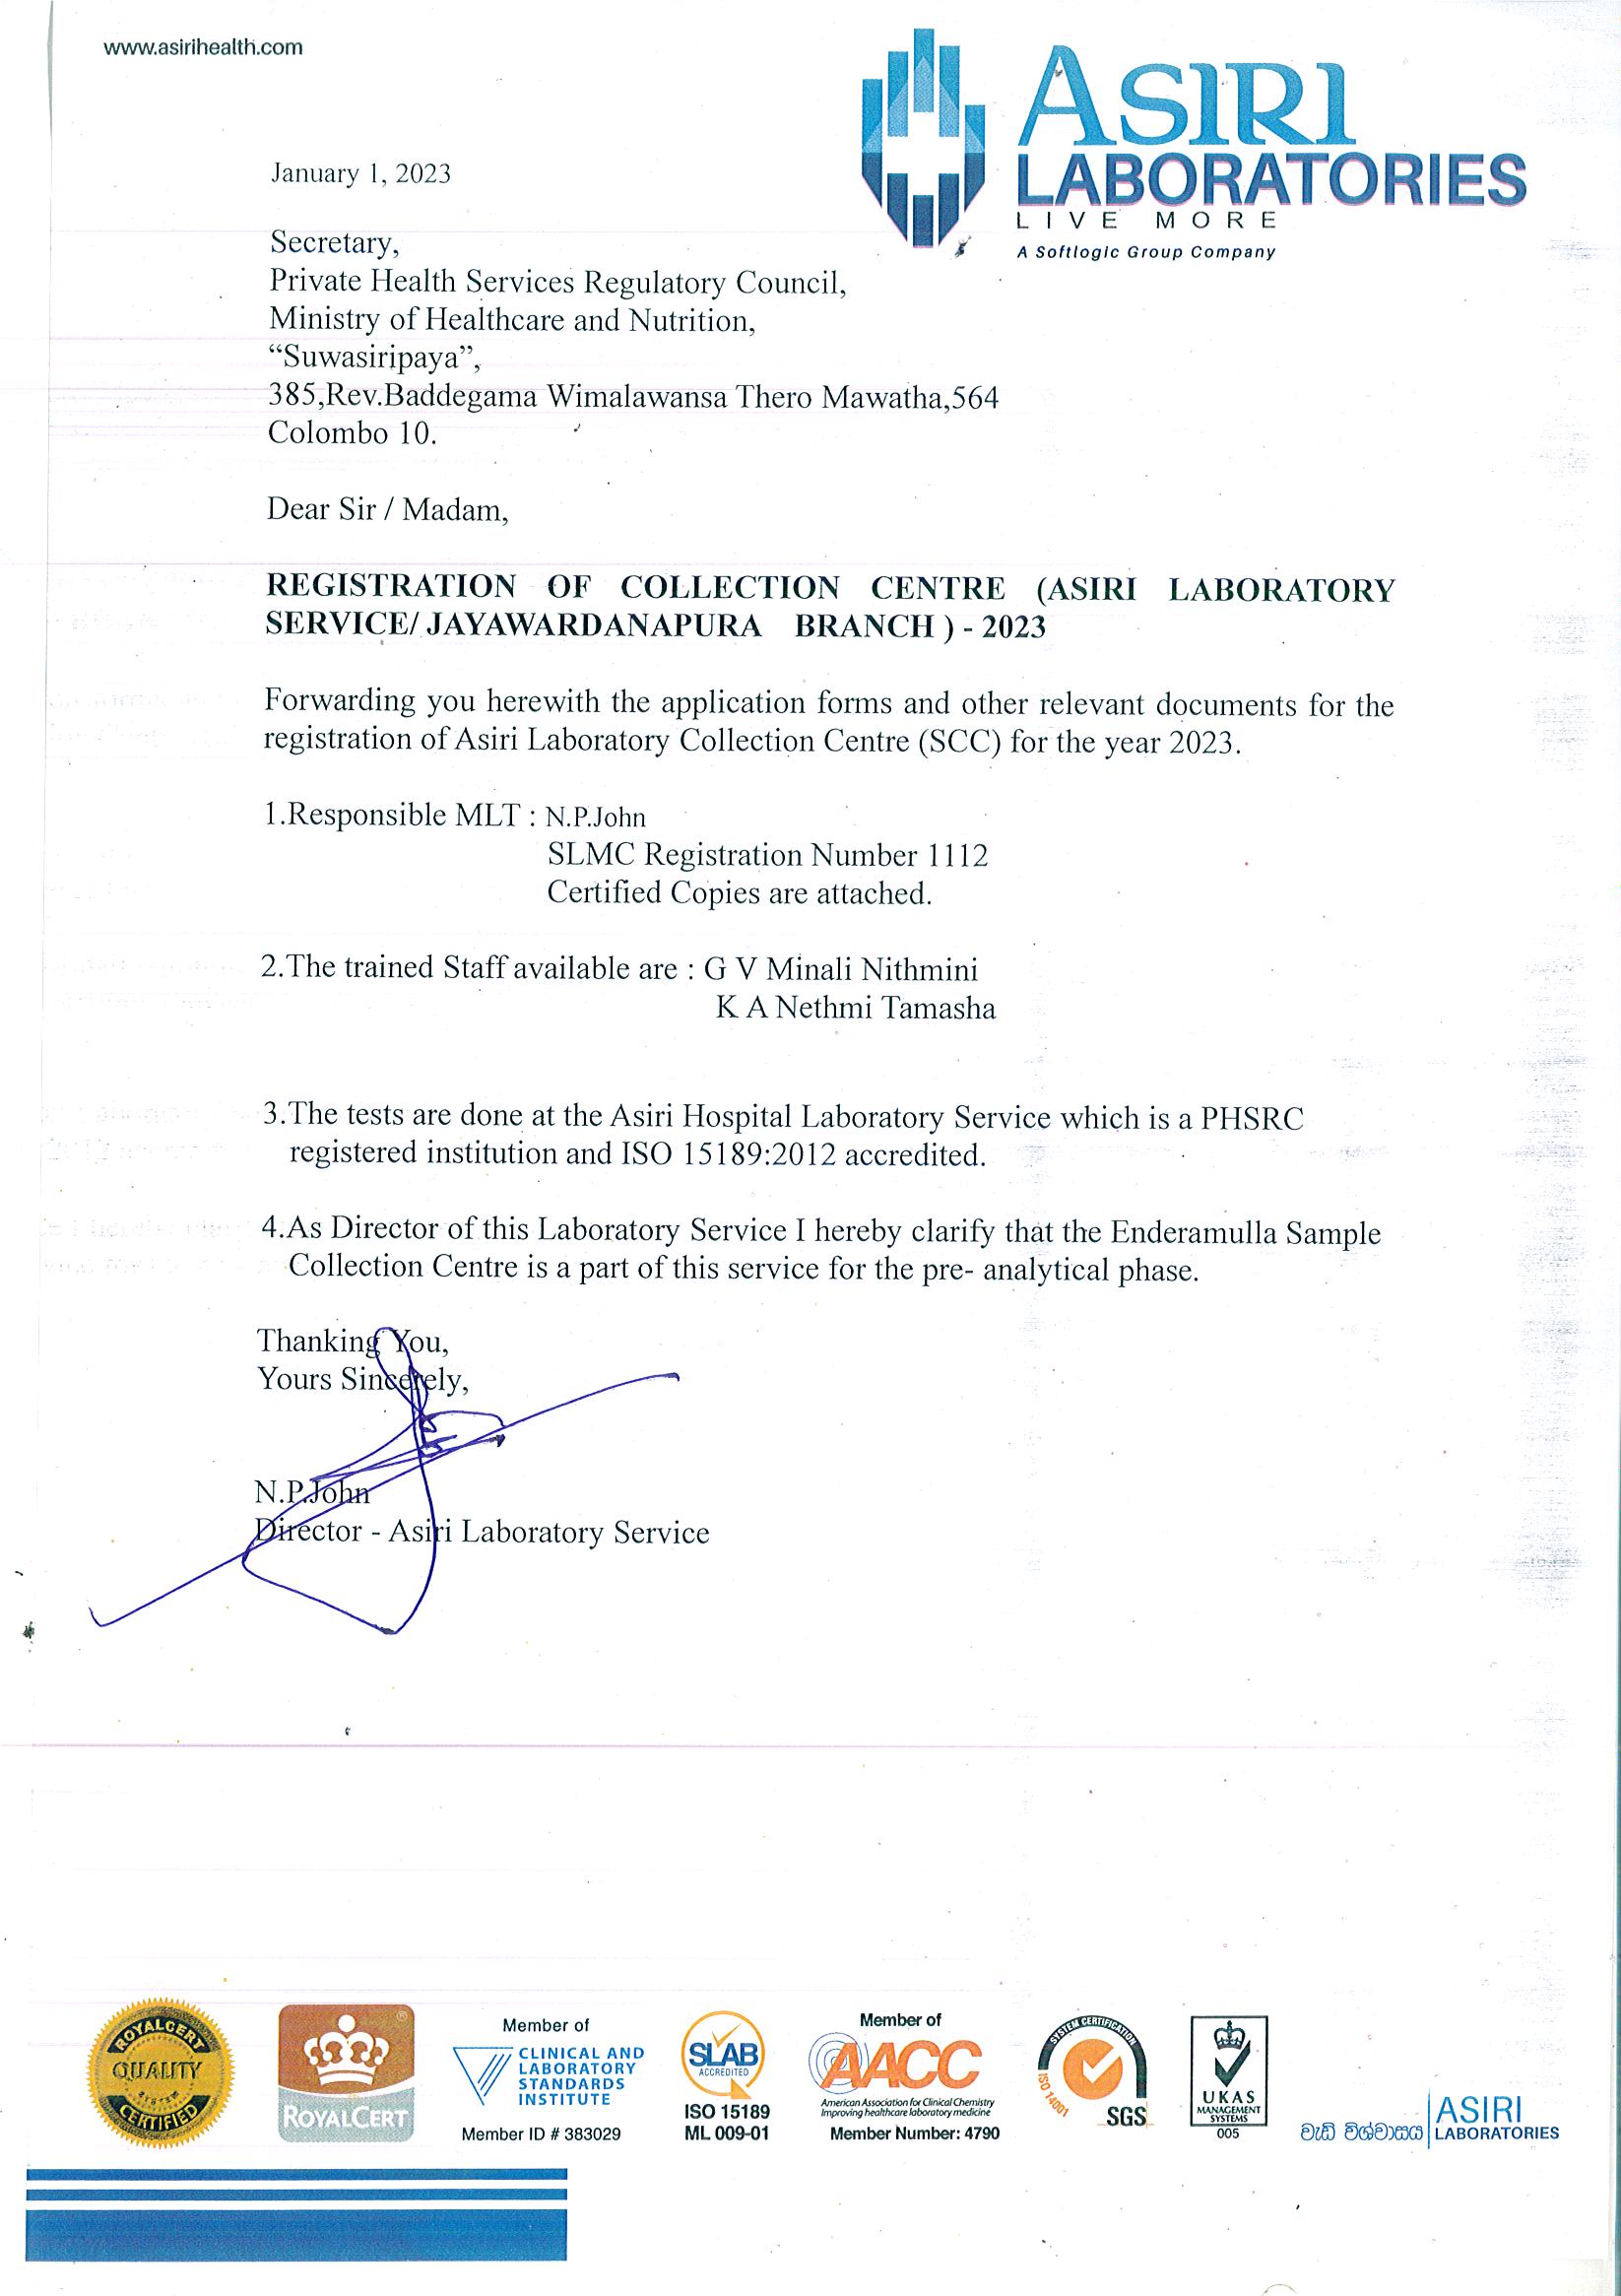 www.asirihealth.com
ASIRI
LABORATORIES
LIVE MORE
A Softlogic Group Company
January 1, 2023
Secretary,
Private Health Services Regulatory Council,
Ministry of Healthcare and Nutrition,
“Suwasiripaya”,
385,Rev.Baddegama Wimalawansa Thero Mawatha,564
Colombo 10.
Dear Sir / Madam,
REGISTRATION OF COLLECTION CENTRE (ASIRI LABORATORY
SERVICE/ JAYAWARDANAPURA BRANCH ) - 2023
Forwarding you herewith the application forms and other relevant documents for the
registration of Asiri Laboratory Collection Centre (SCC) for the year 2023.
1.Responsible MLT : N.P.John
SLMC Registration Number 1112
Certified Copies are attached.
2.The trained Staff available are : G V Minali Nithmini
K A Nethmi Tamasha
3.The tests are done at the Asiri Hospital Laboratory Service which is a PHSRC
registered institution and ISO 15189:2012 accredited.
4.As Director of this Laboratory Service I hereby clarify that the Enderamulla Sample
Collection Centre is a part of this service for the pre- analytical phase.
Thanking You,
Yours Sincerely,
N.P.John
Director - Asiri Laboratory Service
ROYALCERT
QUALITY
SYSTEM
CERTIFIED
ROYALCERT
Member of
CLINICAL AND
LABORATORY
STANDARDS
INSTITUTE
Member ID # 383029
SLAB
ACCREDITED
ISO 15189
ML 009-01
Member of
AACC
American Association for Clinical Chemistry
Improving healthcare laboratory medicine
Member Number: 4790
SYSTEM CERTIFICATION
ISO 14001
SGS
UKAS
MANAGEMENT
SYSTEMS
005
වැඩි විශ්වාසය
ASIRI
LABORATORIES